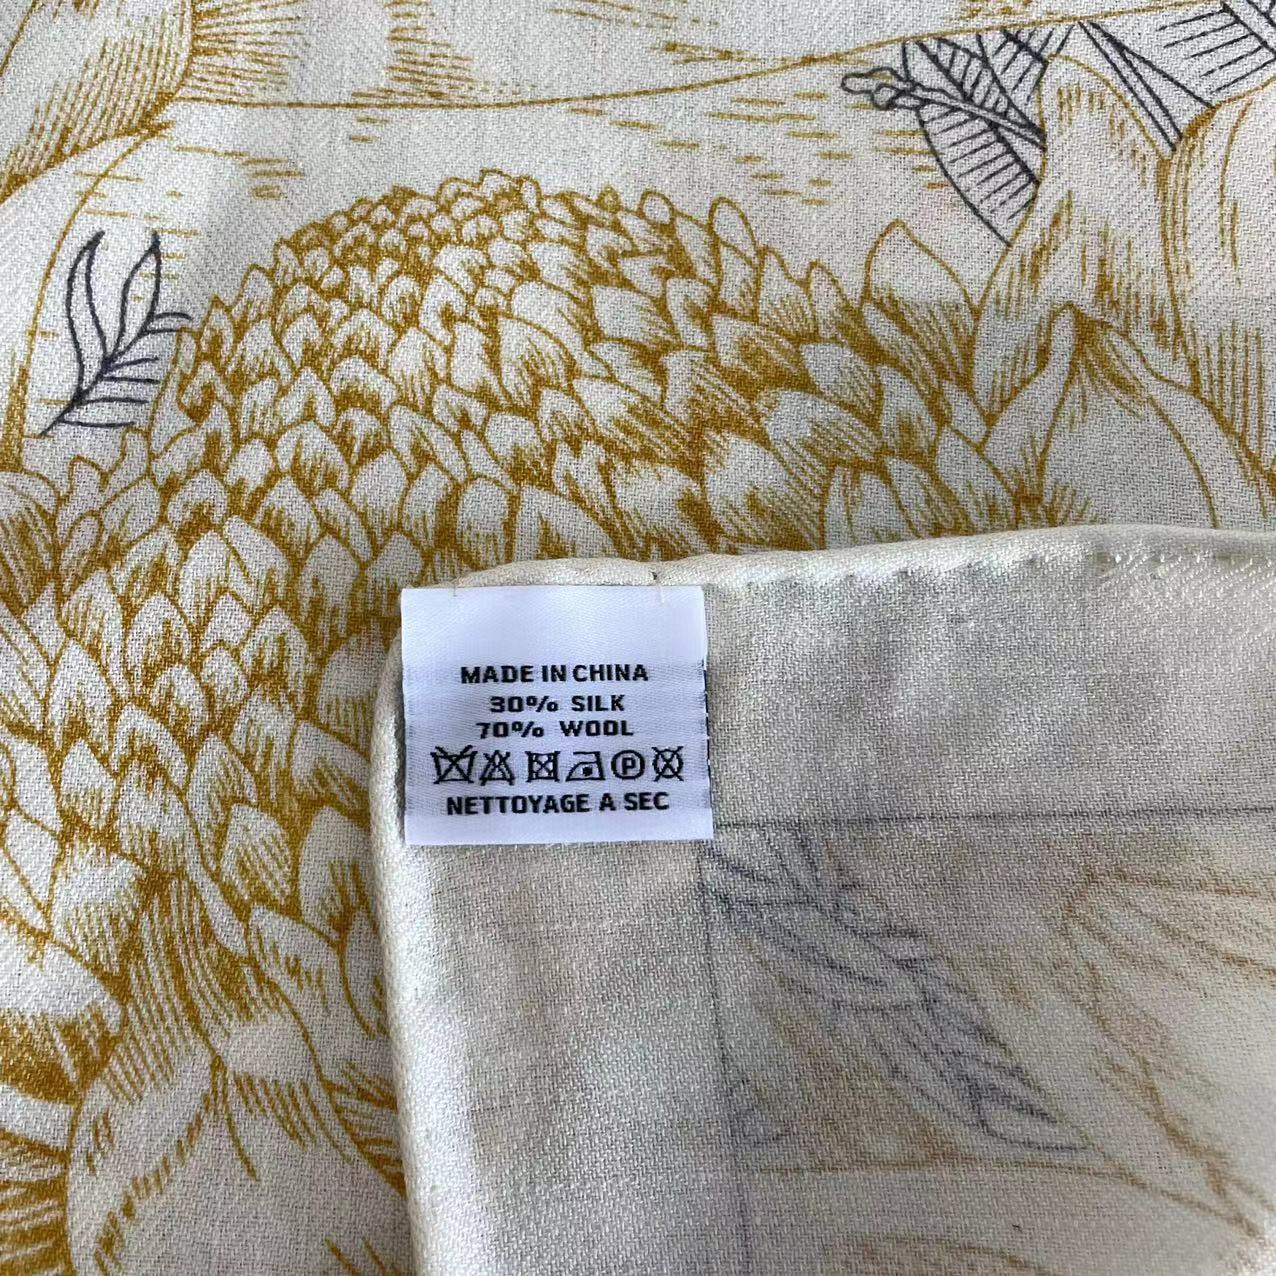 MADE IN CHINA
30% SILK
70% WOOL
P
NETTOYAGE A SEC